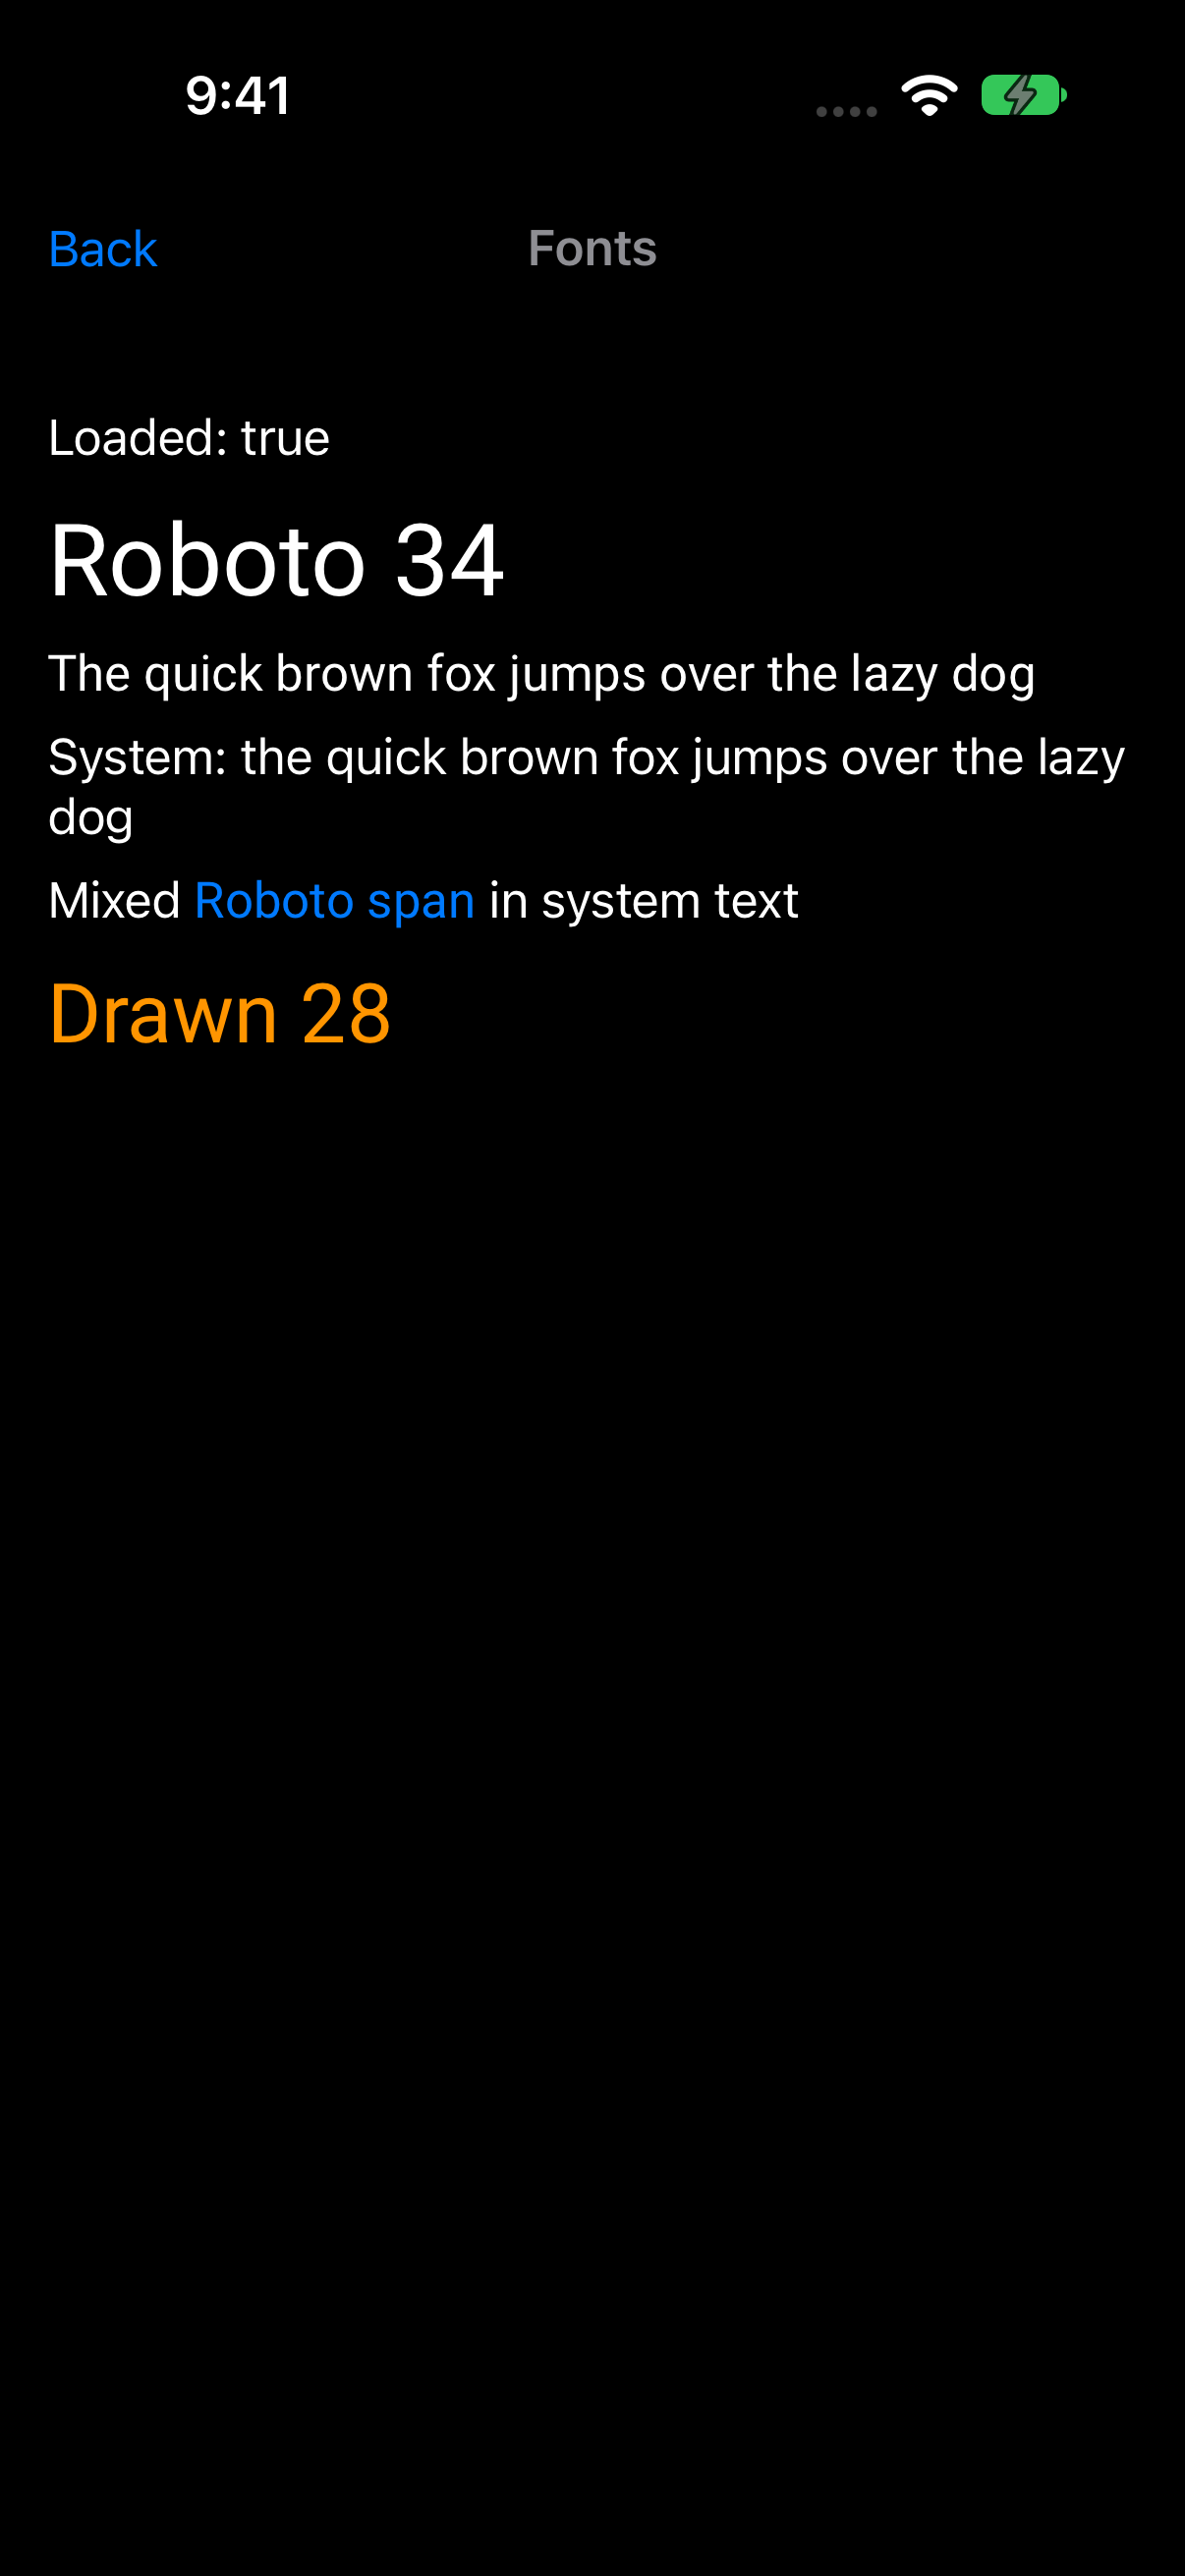 9:41
Back
Fonts
Loaded: true
Roboto 34
The quick brown fox jumps over the lazy dog
System: the quick brown fox jumps over the lazy
dog
Mixed Roboto span in system text
Drawn 28